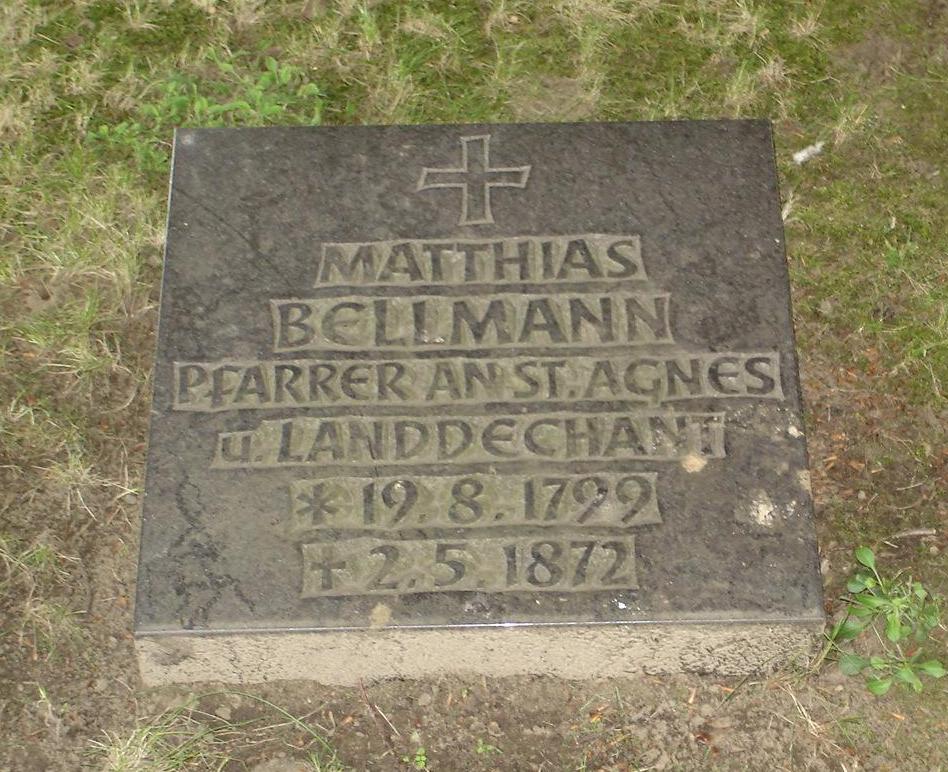 MATTHIAS
BELLMANN
PFARRER AN ST. AGNES
u. LANDDECHANT
* 19. 8. 1799
+ 2. 5. 1872